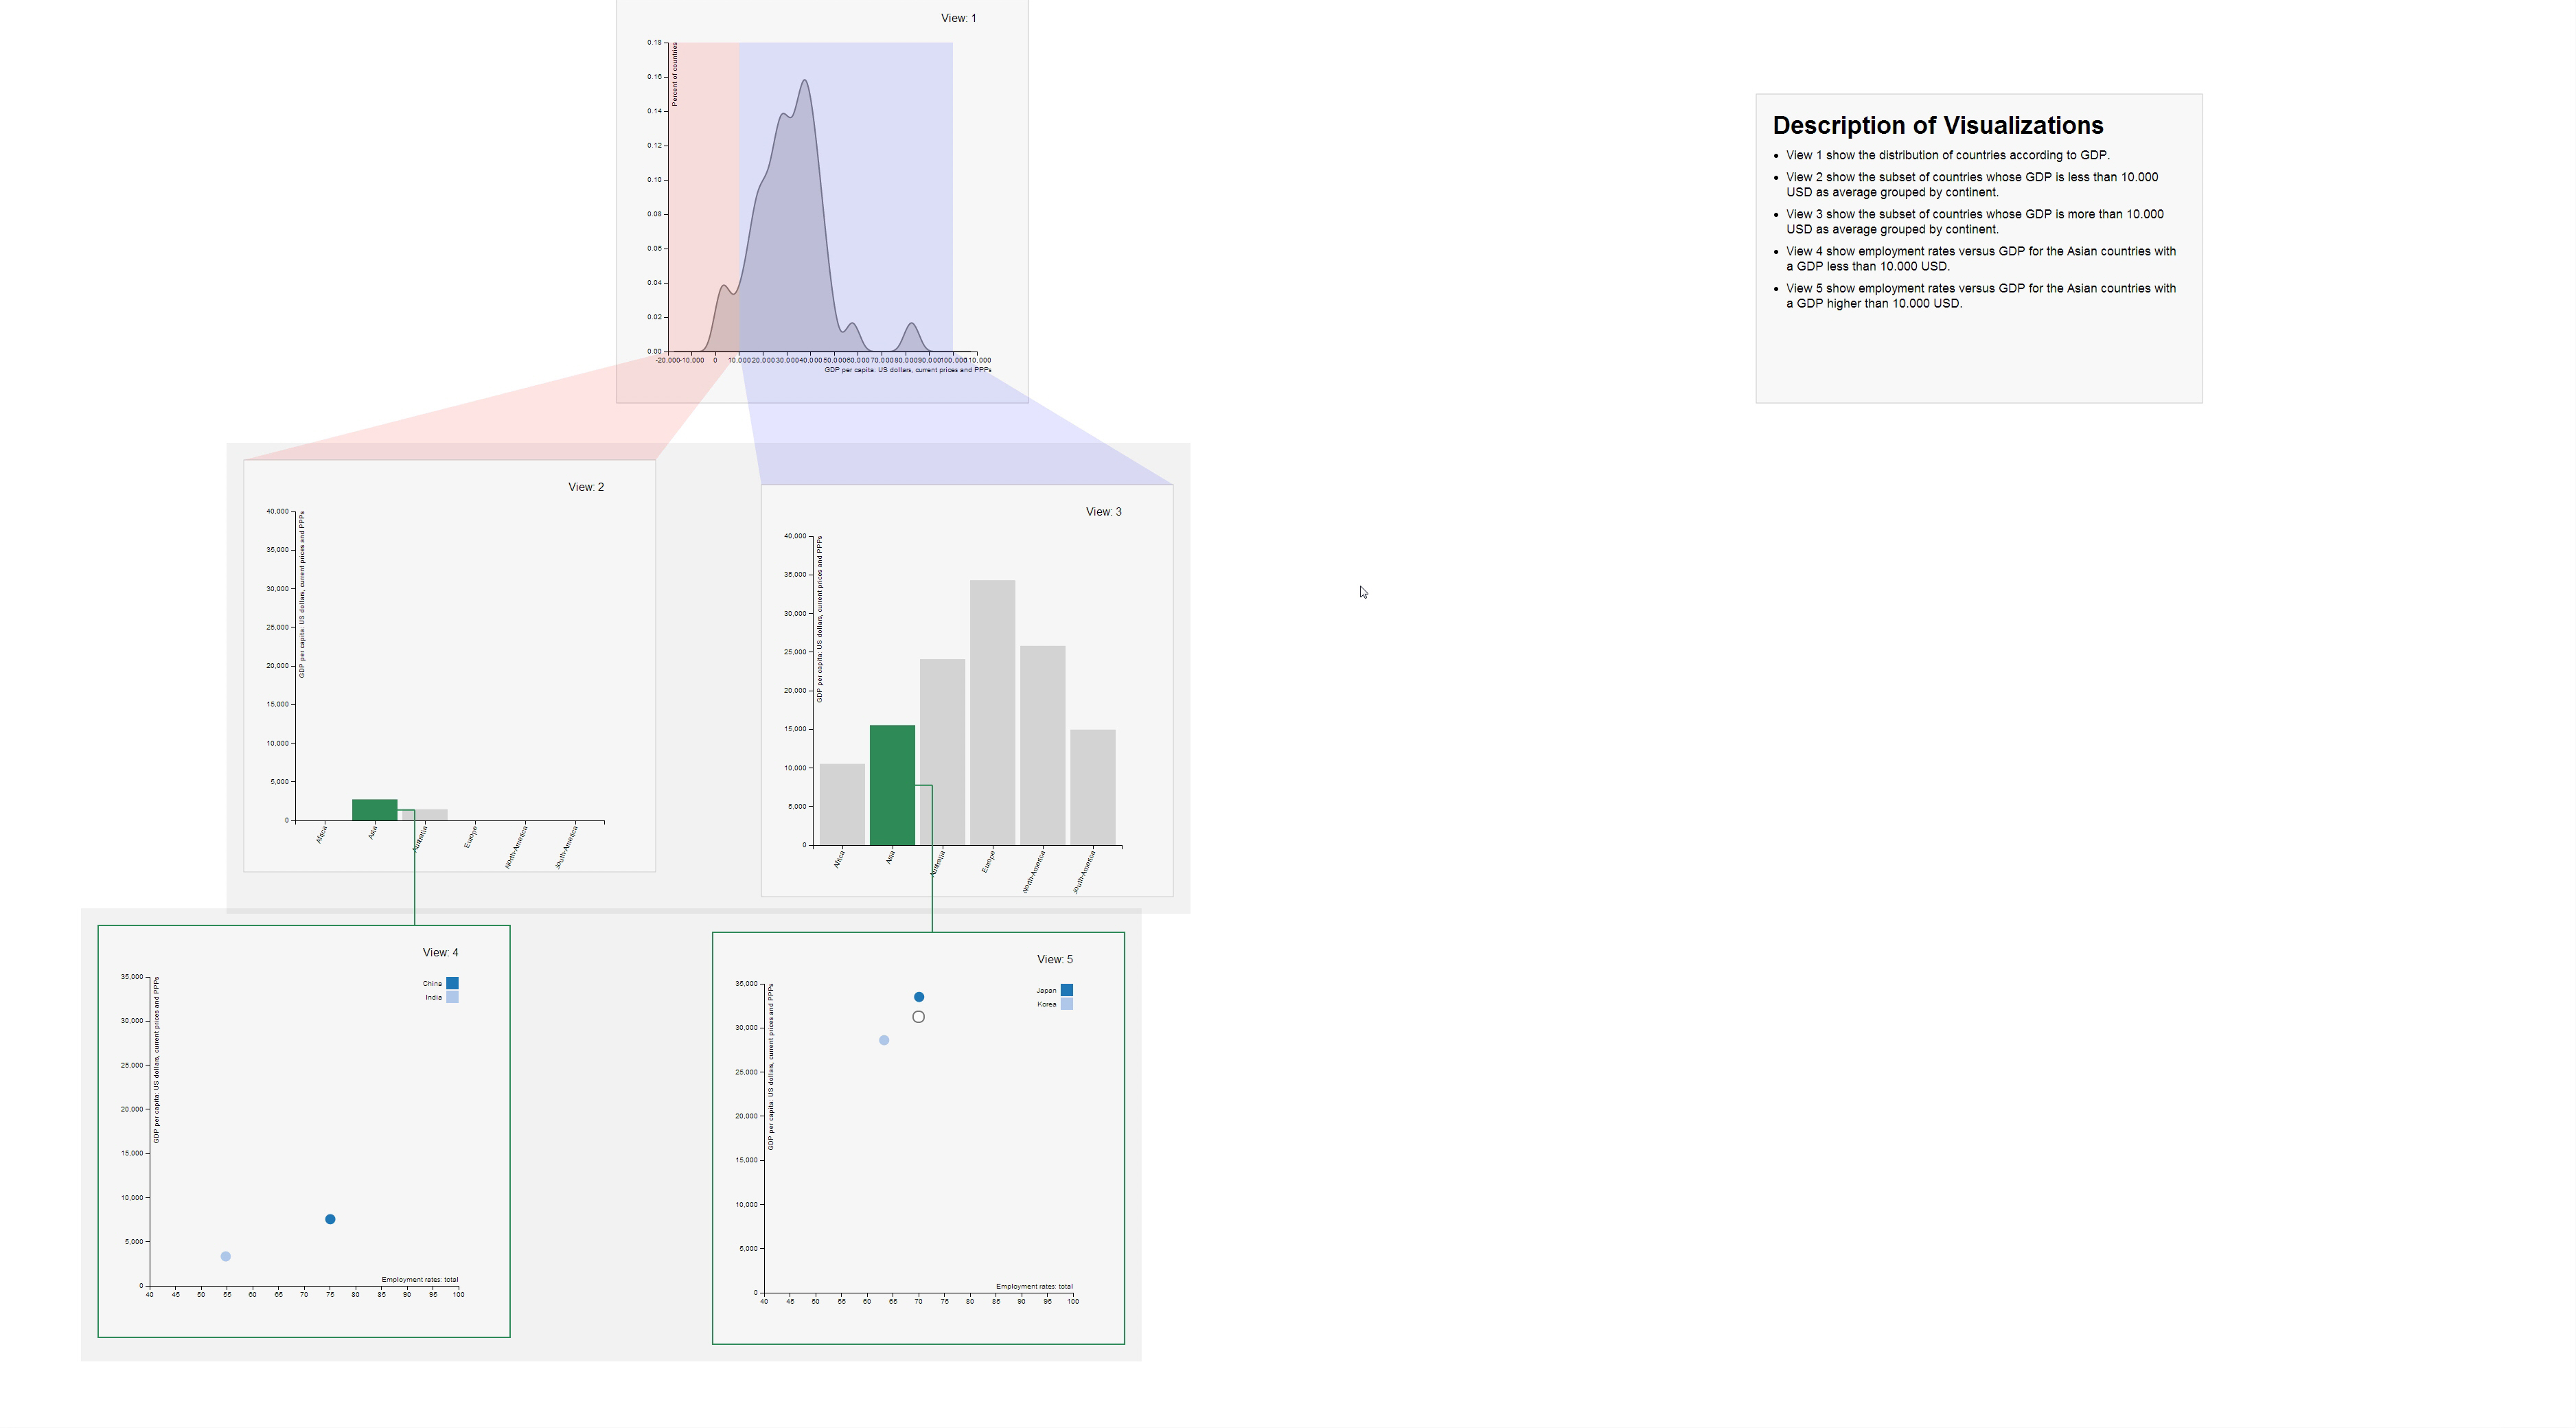 View: 1
0.18
0.16
0.14
0.12
0.10
0.08
0.06
0.04
0.02
0.00
Percent of countries
-20,000 -10,000 0 10,000 20,000 30,000 40,000 50,000 60,000 70,000 80,000 90,000 100,000 110,000
GDP per capita: US dollars, current prices and PPPs
Description of Visualizations
• View 1 show the distribution of countries according to GDP.
• View 2 show the subset of countries whose GDP is less than 10.000
USD as average grouped by continent.
• View 3 show the subset of countries whose GDP is more than 10.000
USD as average grouped by continent.
• View 4 show employment rates versus GDP for the Asian countries with
a GDP less than 10.000 USD.
• View 5 show employment rates versus GDP for the Asian countries with
a GDP higher than 10.000 USD.
View: 2
40,000
35,000
30,000
25,000
20,000
15,000
10,000
5,000
0
GDP per capita: US dollars, current prices and PPPs
Africa
Asia
Australia
Europe
North-America
South-America
View: 3
40,000
35,000
30,000
25,000
20,000
15,000
10,000
5,000
0
GDP per capita: US dollars, current prices and PPPs
Africa
Asia
Australia
Europe
North-America
South-America
View: 4
China
India
35,000
30,000
25,000
20,000
15,000
10,000
5,000
0
GDP per capita: US dollars, current prices and PPPs
Employment rates: total
40 45 50 55 60 65 70 75 80 85 90 95 100
View: 5
Japan
Korea
35,000
30,000
25,000
20,000
15,000
10,000
5,000
0
GDP per capita: US dollars, current prices and PPPs
Employment rates: total
40 45 50 55 60 65 70 75 80 85 90 95 100